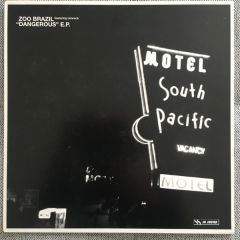 ZOO BRAZIL
"DANGEROUS" E.P.
MOTEL
South
Pacific
VACANCY
MOTEL